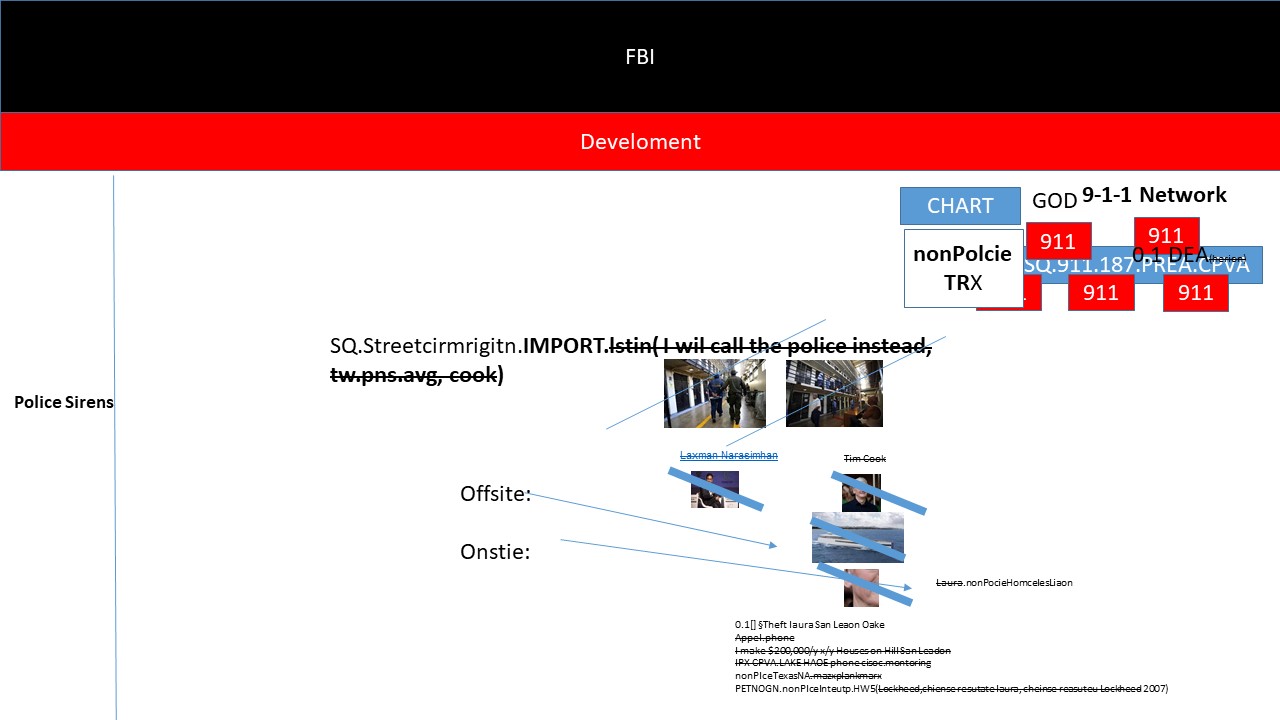 FBI
Develoment
CHART
GOD
9-1-1 Network
911
911
nonPolcie
TRX
0.1 DEA(herion)
SQ.911.187.PREA.CPVA
911
911
SQ.Streetcirmrigitn.IMPORT.lstin( I wil call the police instead,
tw.pns.avg, cook)
Police Sirens
Laxman Narasimhan
Tim Cook
Offsite:
Onstie:
Laura.nonPocieHomcelesLiaon
0.1[] §Theft laura San Leaon Oake
Appel.phone
I make $200,000/y x/y Houses on Hill San Leadon
IPX CPVA.LAKE HAOE phone cisoc.montoring
nonPIceTexasNA.mazxplankmarx
PETNOGN.nonPIceInteutp.HW5(Lockheed,chiense resutate laura, cheinse reasuteu Lockheed 2007)